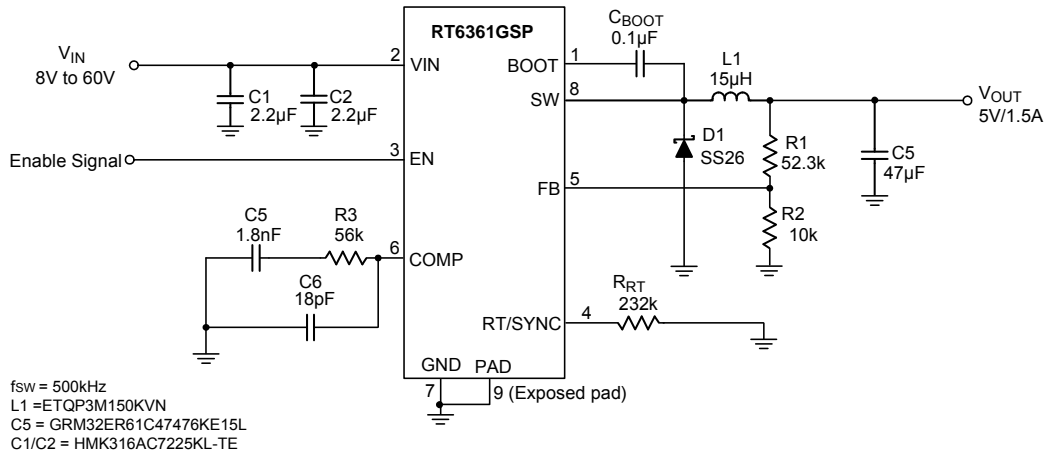 RT6361GSP
VIN
8V to 60V
2
VIN
C1
2.2µF
C2
2.2µF
Enable Signal
3
EN
C5
1.8nF
R3
56k
6
COMP
C6
18pF
BOOT
1
CBOOT
0.1µF
SW
8
L1
15µH
VOUT
5V/1.5A
D1
SS26
R1
52.3k
C5
47µF
FB
5
R2
10k
RT/SYNC
4
RRT
232k
GND
PAD
7
9 (Exposed pad)
fSW = 500kHz
L1 =ETQP3M150KVN
C5 = GRM32ER61C47476KE15L
C1/C2 = HMK316AC7225KL-TE